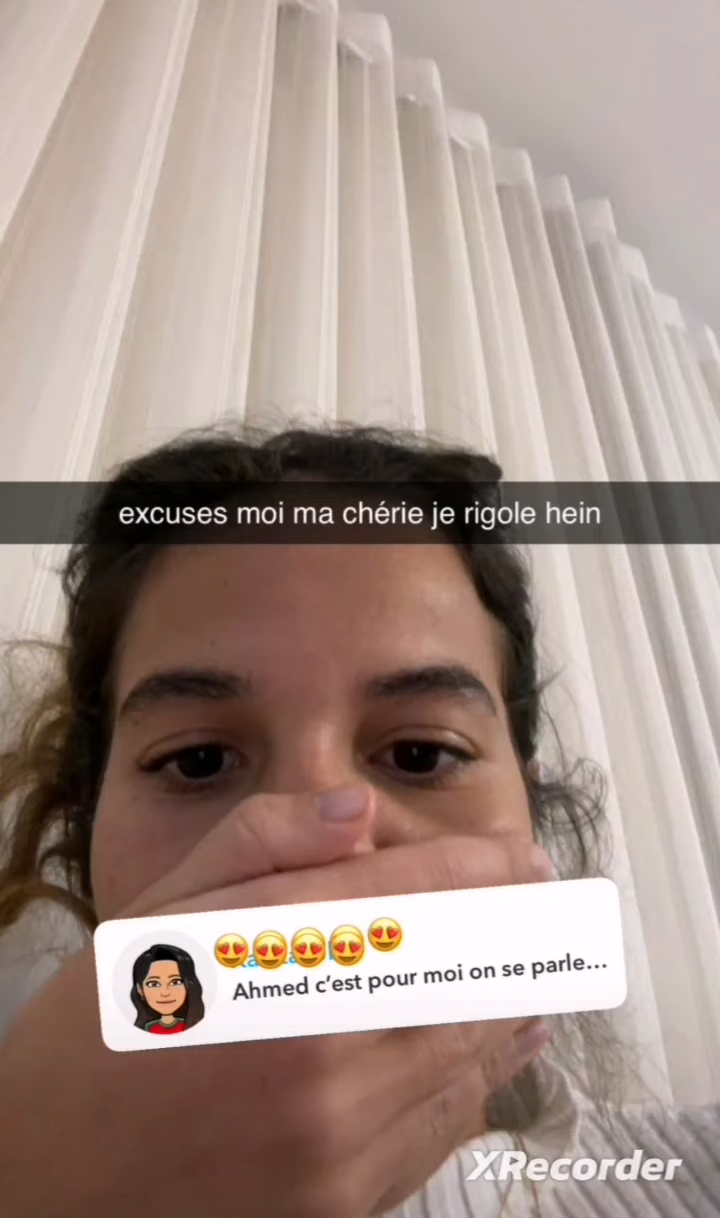 excuses moi ma chérie je rigole hein
Ahmed c'est pour moi on se parle...
XRecorder